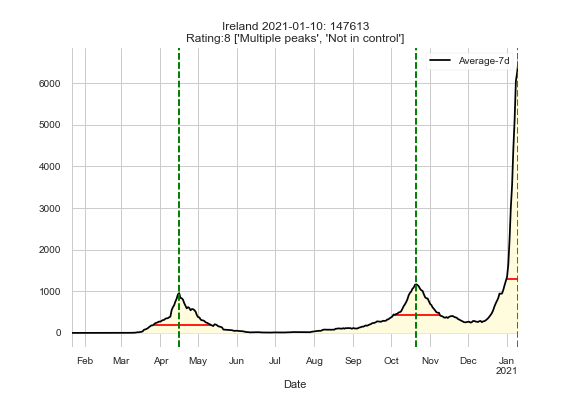 Ireland 2021-01-10: 147613
Rating:8 ['Multiple peaks', 'Not in control']
Average-7d
6000
5000
4000
3000
2000
1000
0
Feb Mar Apr May Jun Jul Aug Sep Oct Nov Dec Jan
2021
Date